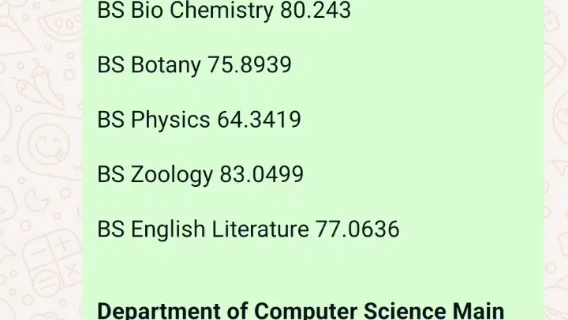 BS Bio Chemistry 80.243
BS Botany 75.8939
BS Physics 64.3419
BS Zoology 83.0499
BS English Literature 77.0636
Department of Computer Science Main